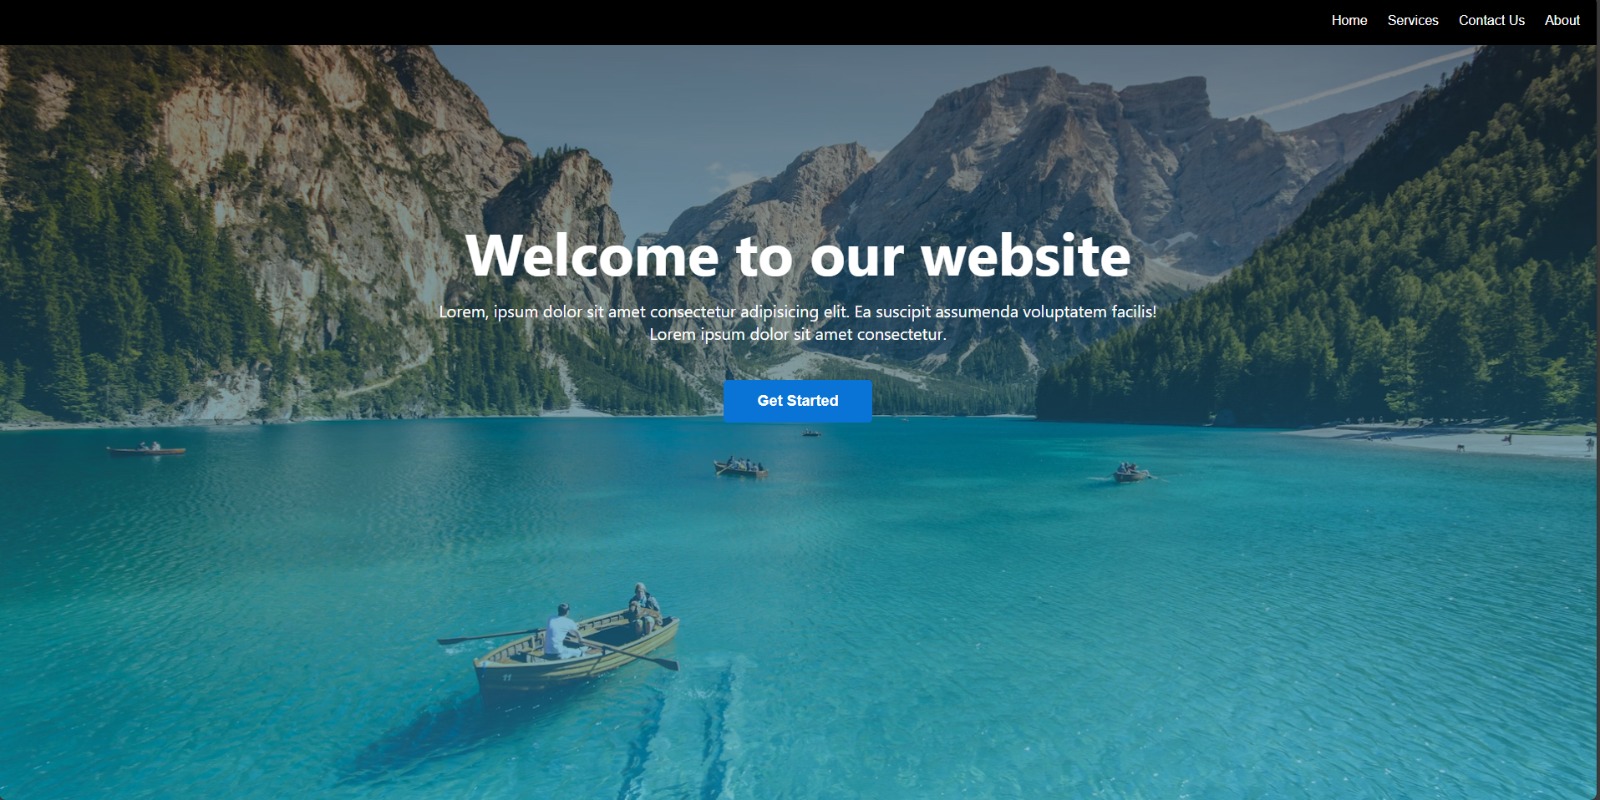 Home Services Contact Us About
Welcome to our website
Lorem, ipsum dolor sit amet consectetur adipisicing elit. Ea suscipit assumenda voluptatem facilis!
Lorem ipsum dolor sit amet consectetur.
Get Started
11